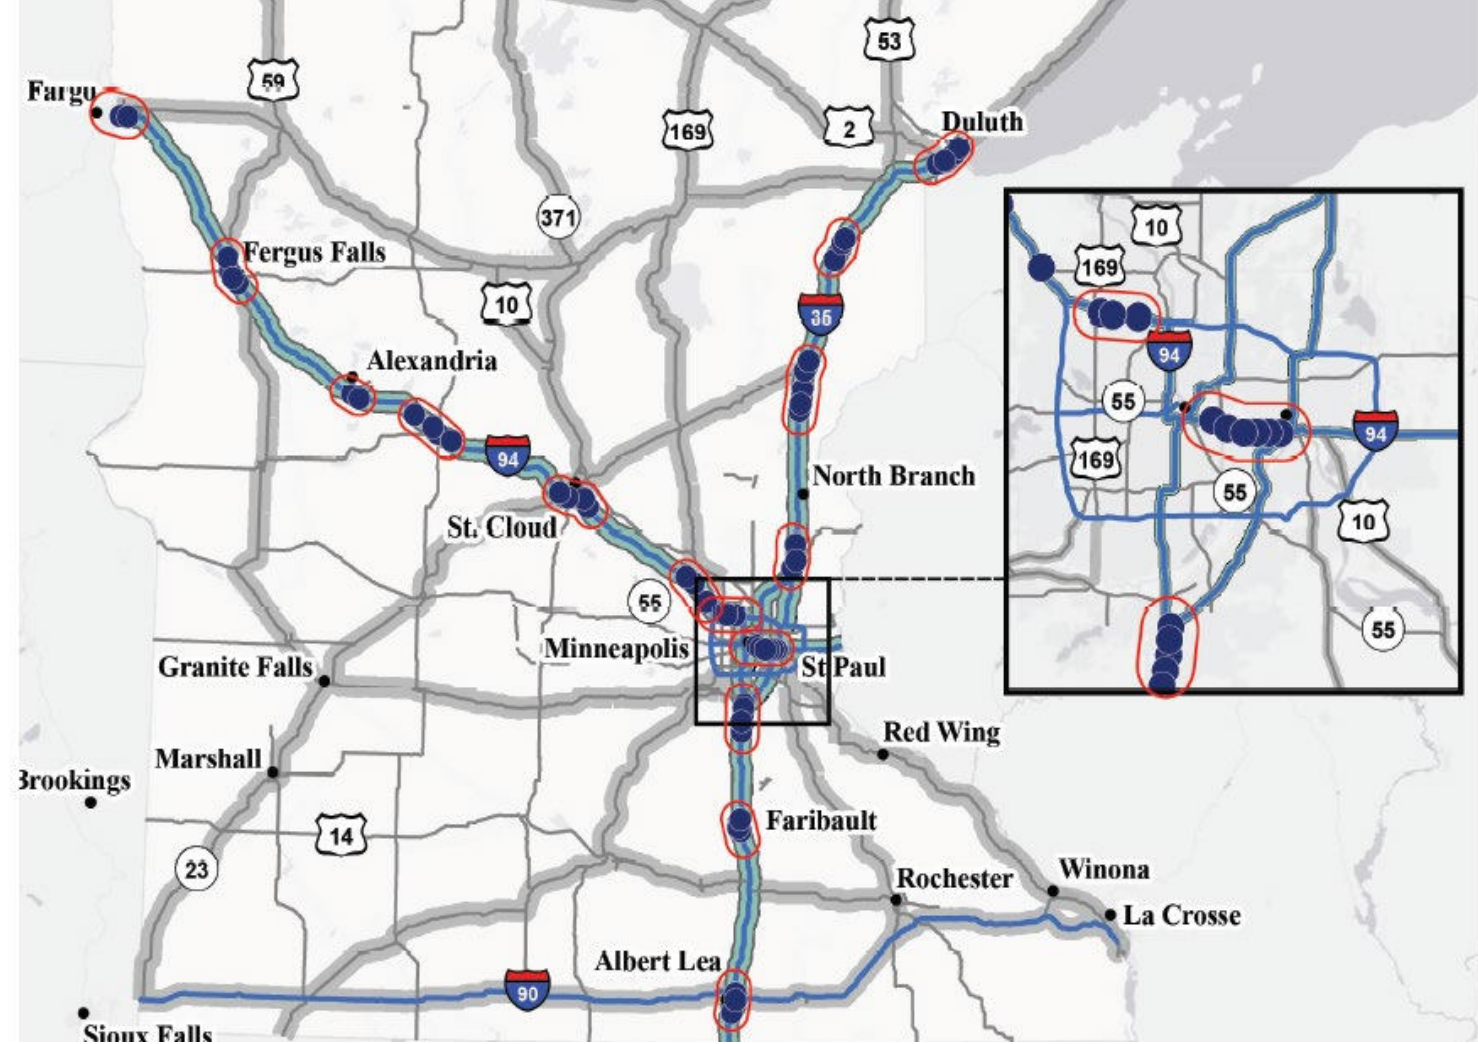 53
59
Fargo
169
2
Duluth
371
10
169
Fergus Falls
10
35
94
Alexandria
55
94
169
94
North Branch
55
St. Cloud
10
55
55
Minneapolis
St Paul
Granite Falls
Red Wing
Marshall
Brookings
14
Faribault
23
Winona
Rochester
La Crosse
Albert Lea
90
Sioux Falls